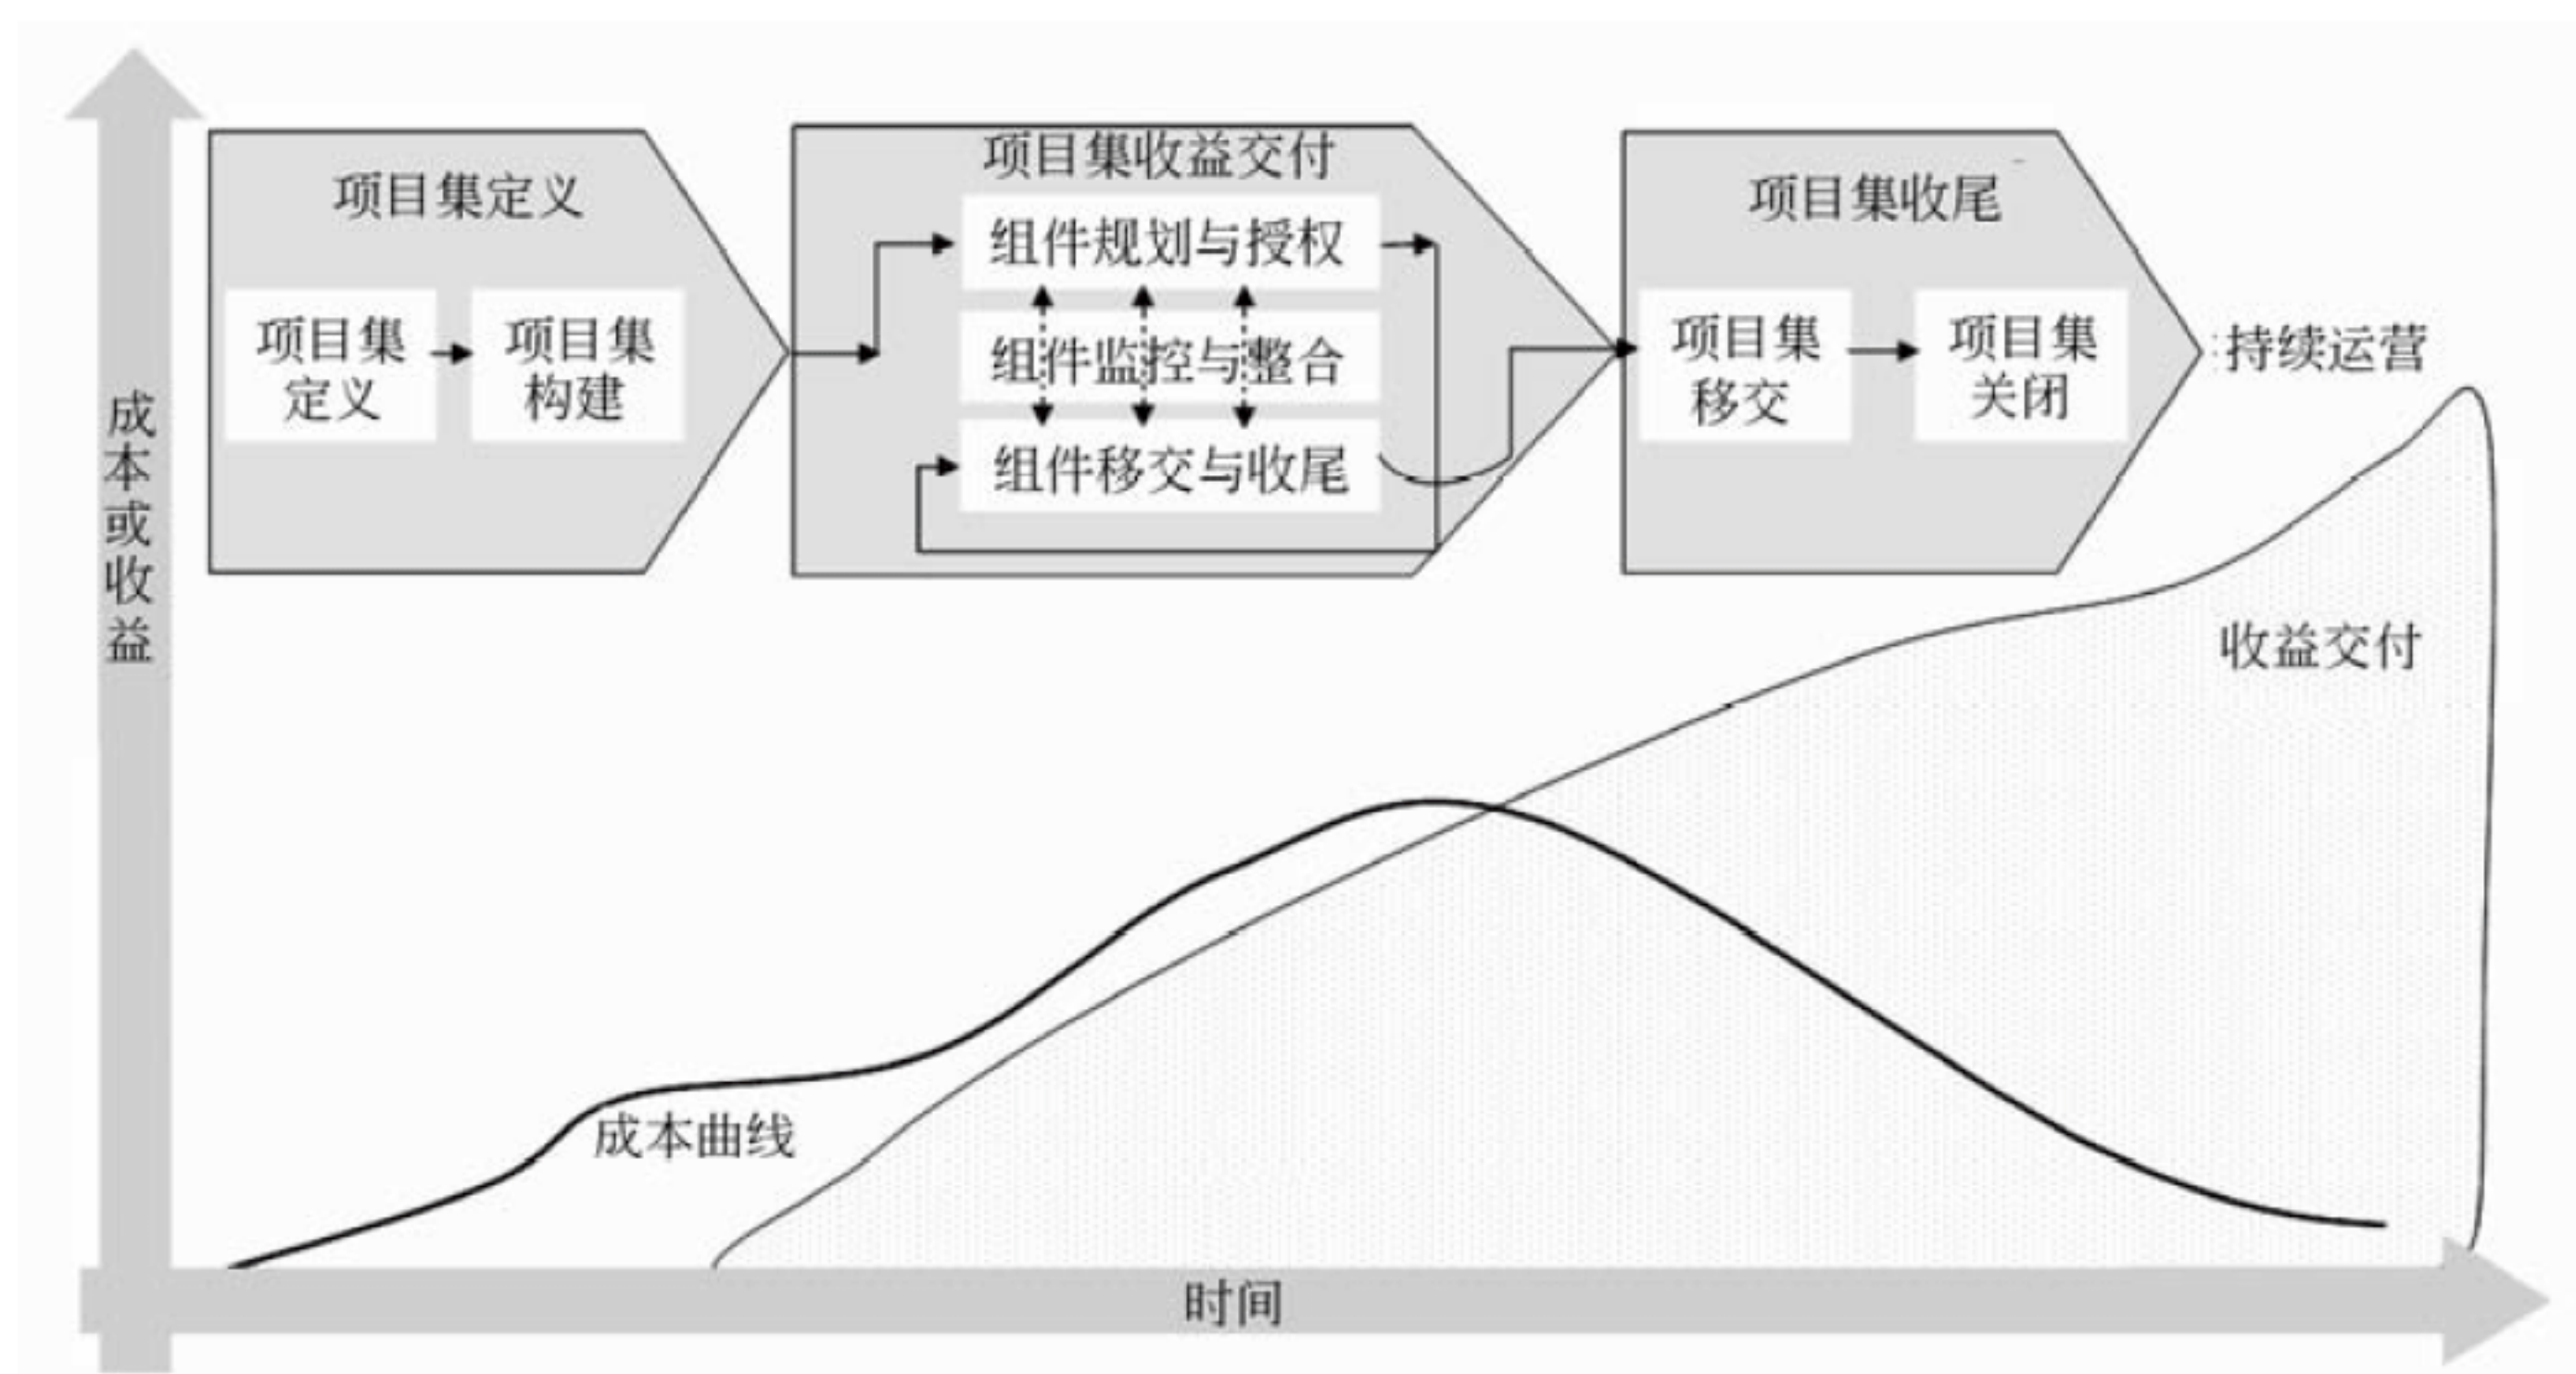 项目集定义
项目集
定义
项目集
构建
项目集收益交付
组件规划与授权
组件监控与整合
组件移交与收尾
项目集收尾
项目集
移交
项目集
关闭
持续运营
成本或收益
收益交付
成本曲线
时间